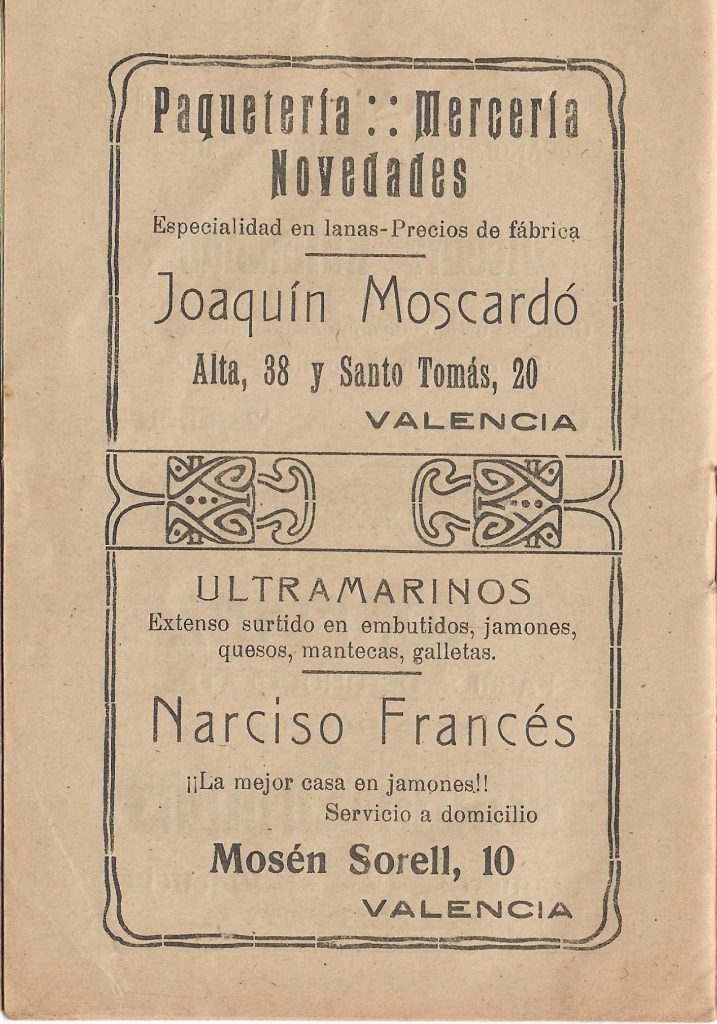 Paquetería :: Mercería
Novedades
Especialidad en lanas-Precios de fábrica
Joaquín Moscardó
Alta, 38 y Santo Tomás, 20
VALENCIA
ULTRAMARINOS
Extenso surtido en embutidos, jamones,
quesos, mantecas, galletas.
Narciso Francés
¡¡La mejor casa en jamones!!
Servicio a domicilio
Mosén Sorell, 10
VALENCIA